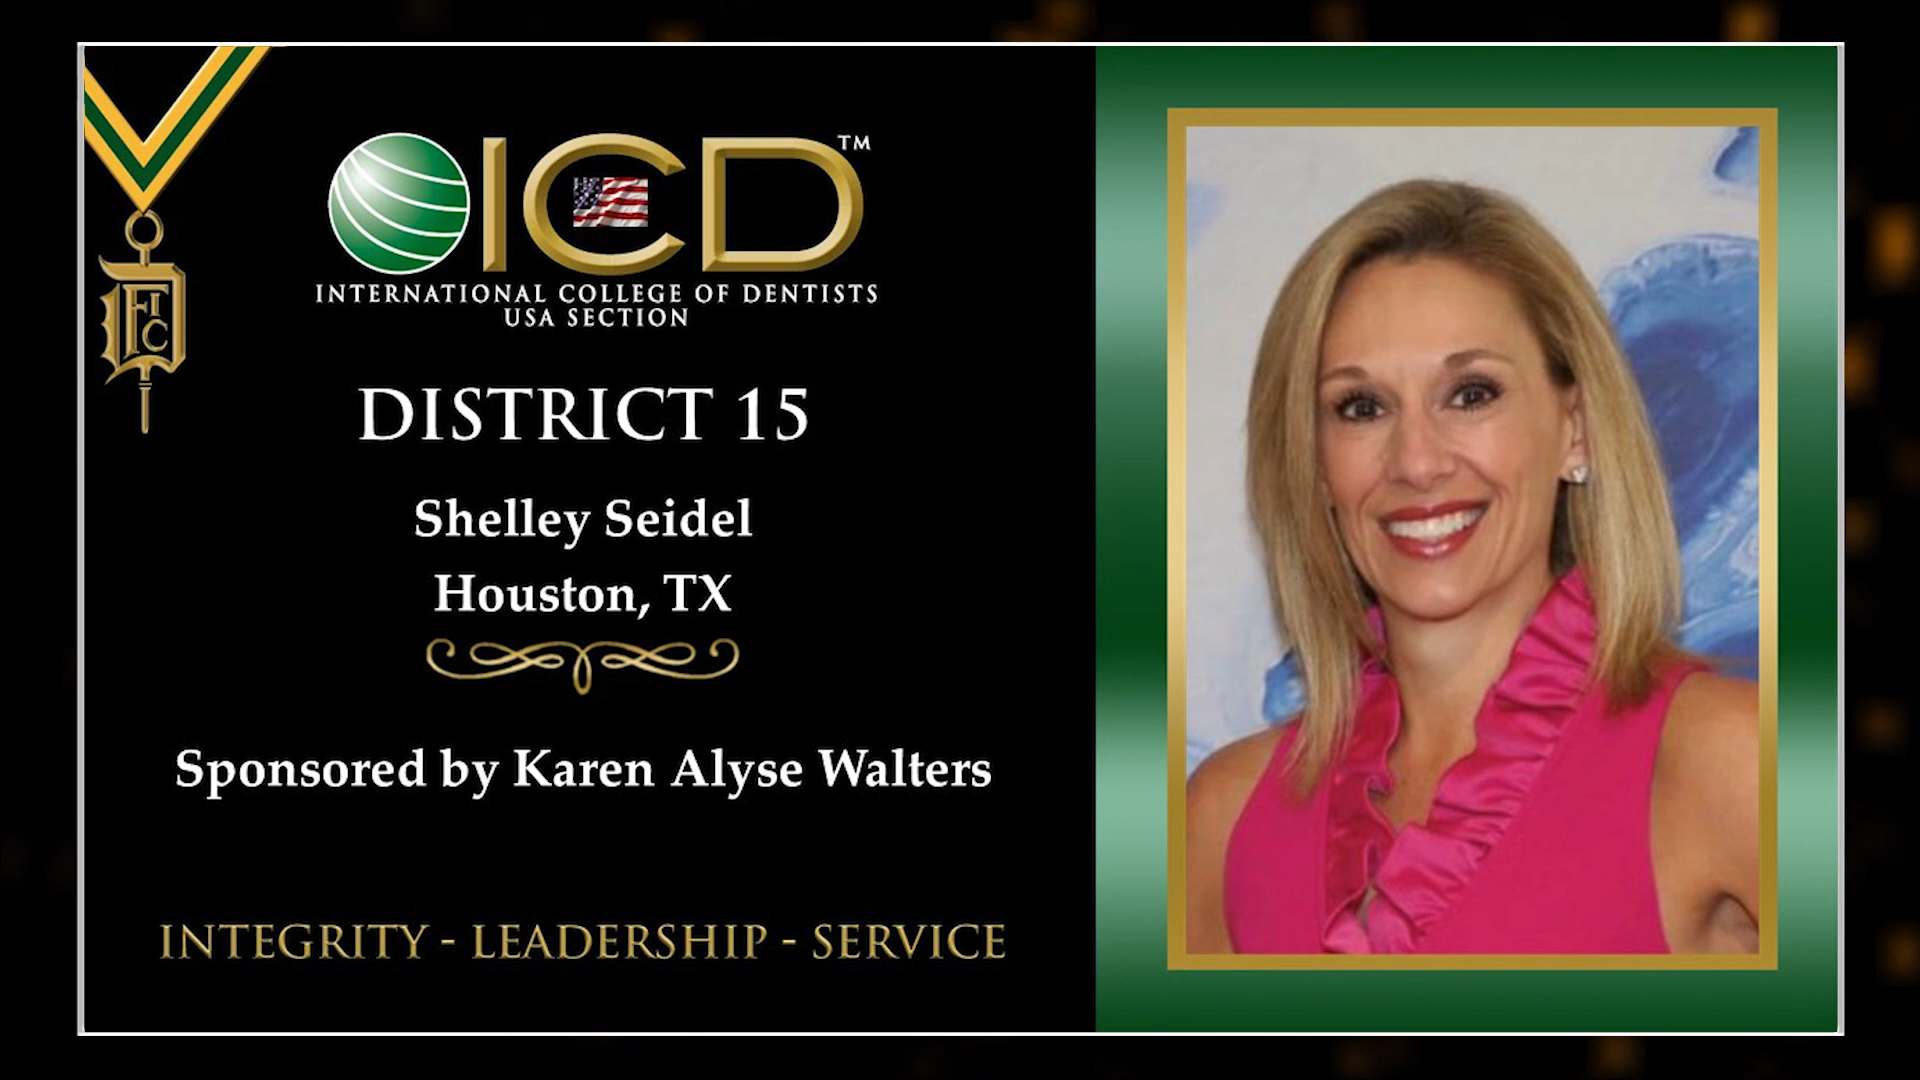 ICD™
INTERNATIONAL COLLEGE OF DENTISTS
USA SECTION
DISTRICT 15
Shelley Seidel
Houston, TX
Sponsored by Karen Alyse Walters
INTEGRITY - LEADERSHIP - SERVICE